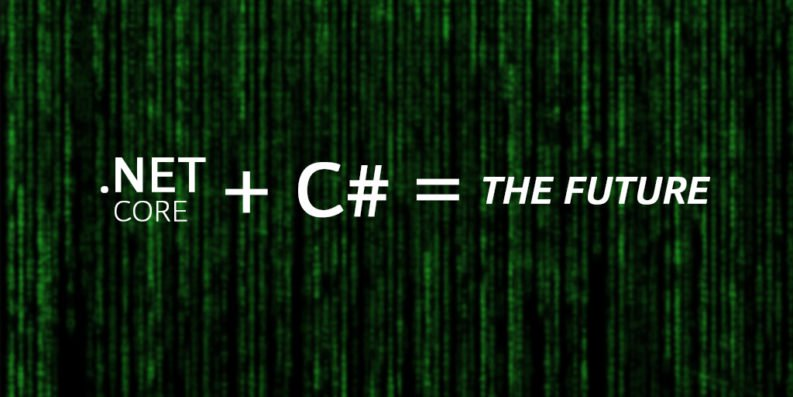 .NET + C# = THE FUTURE
CORE